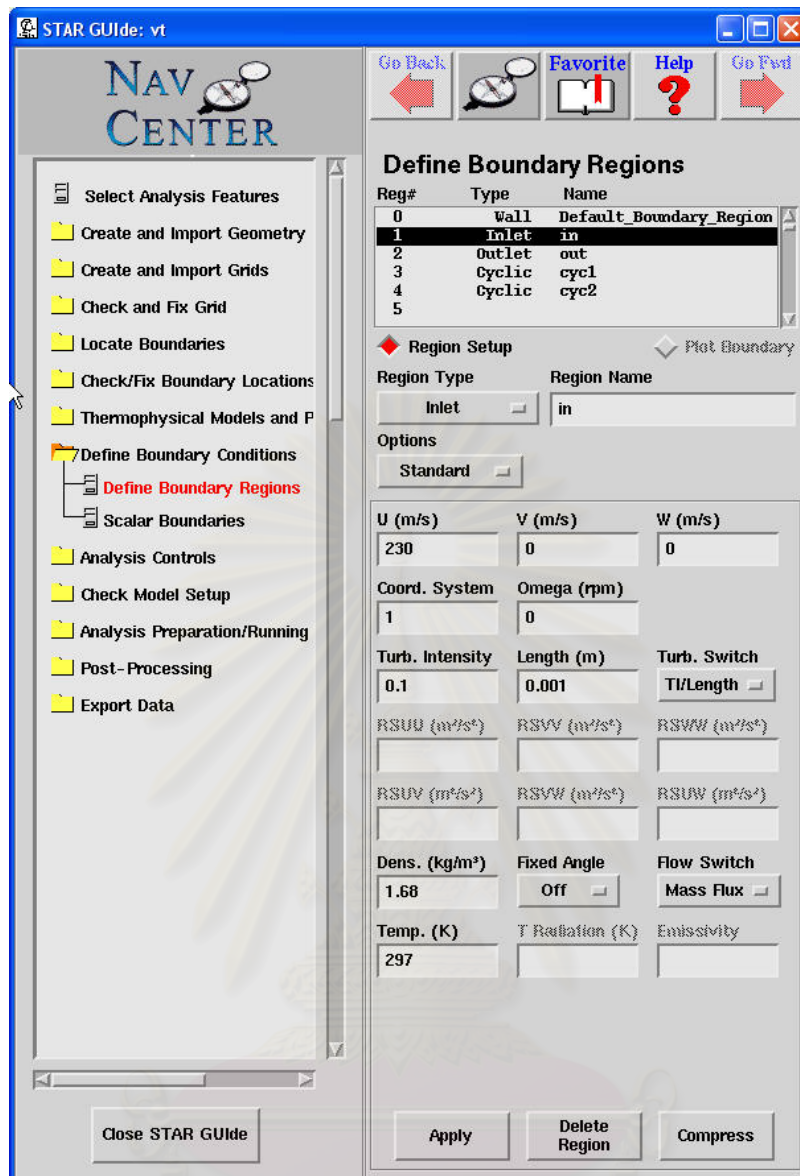 STAR GUIde: vt
NAV
CENTER
Go Back
Favorite
Help
Go Fwd
Select Analysis Features
Create and Import Geometry
Create and Import Grids
Check and Fix Grid
Locate Boundaries
Check/Fix Boundary Locations
Thermophysical Models and P
Define Boundary Conditions
Define Boundary Regions
Scalar Boundaries
Analysis Controls
Check Model Setup
Analysis Preparation/Running
Post-Processing
Export Data
Close STAR GUIde
Define Boundary Regions
Reg# Type Name
0 Wall Default_Boundary_Region
1 Inlet in
2 Outlet out
3 Cyclic cyc1
4 Cyclic cyc2
5
Region Setup Plot Boundary
Region Type Region Name
Inlet in
Options
Standard
U (m/s) V (m/s) W (m/s)
230 0 0
Coord. System Omega (rpm)
1 0
Turb. Intensity Length (m) Turb. Switch
0.1 0.001 TI/Length
RSUU (m²/s²) RSVV (m²/s²) RSWW (m²/s²)
RSUV (m²/s²) RSVW (m²/s²) RSUW (m²/s²)
Dens. (kg/m³) Fixed Angle Flow Switch
1.68 Off Mass Flux
Temp. (K) T Radiation (K) Emissivity
297
Apply Delete Region Compress